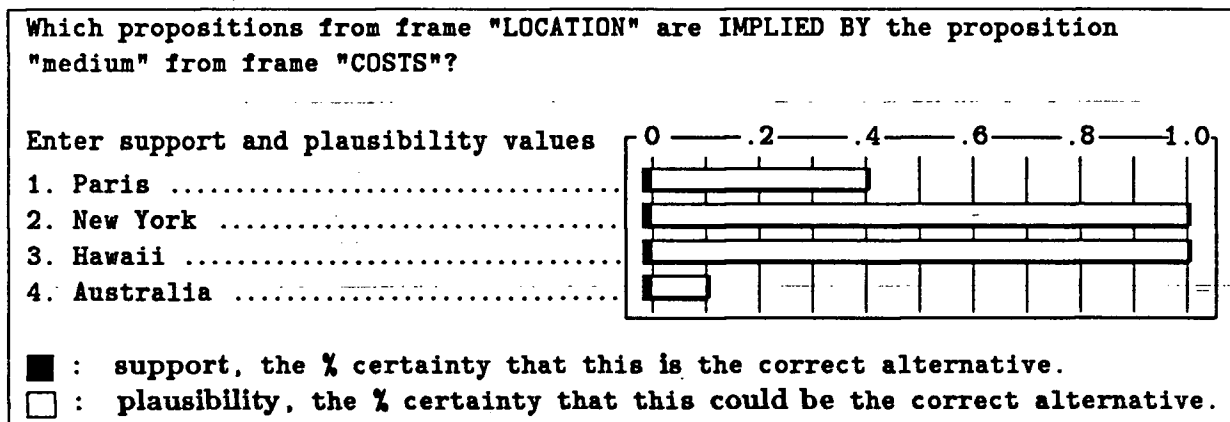 Which propositions from frame "LOCATION" are IMPLIED BY the proposition
"medium" from frame "COSTS"?
Enter support and plausibility values 0 .2 .4 .6 .8 1.0
1. Paris ..................................
2. New York ..............................
3. Hawaii .................................
4. Australia .............................
: support, the % certainty that this is the correct alternative.
: plausibility, the % certainty that this could be the correct alternative.